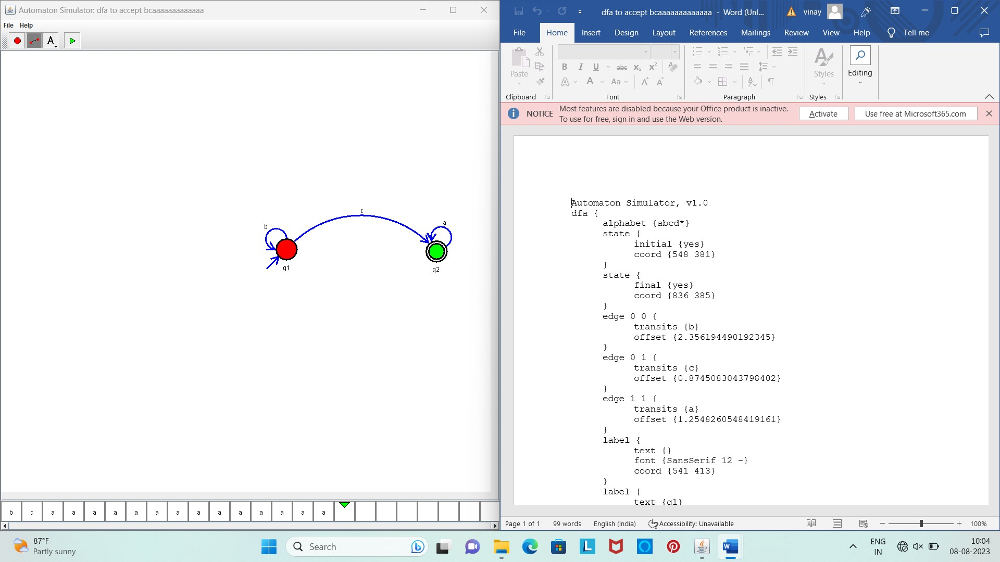 Automaton Simulator: dfa to accept bcaaaaaaaaaaaaa
File Help
A
c
b
a
q1
q2
b c a a a a a a a a a a a a a a
dfa to accept bcaaaaaaaaaaaaa - Word (Unl...
vinay
File Home Insert Design Layout References Mailings Review View Help Tell me
Paste
B I U abc X₂ X² A
A A Aa A A
Styles
Editing
Clipboard Font Paragraph Styles
NOTICE
Most features are disabled because your Office product is inactive.
To use for free, sign in and use the Web version.
Activate
Use free at Microsoft365.com
Automaton Simulator, v1.0
dfa {
alphabet {abcd*}
state {
initial {yes}
coord {548 381}
}
state {
final {yes}
coord {836 385}
}
edge 0 0 {
transits {b}
offset {2.356194490192345}
}
edge 0 1 {
transits {c}
offset {0.8745083043798402}
}
edge 1 1 {
transits {a}
offset {1.2548260548419161}
}
label {
text {}
font {SansSerif 12 -}
coord {541 413}
}
label {
text {q1}
Page 1 of 1 99 words English (India) Accessibility: Unavailable 100%
87°F
Partly sunny
Search
L
W
ENG
IN
10:04
08-08-2023